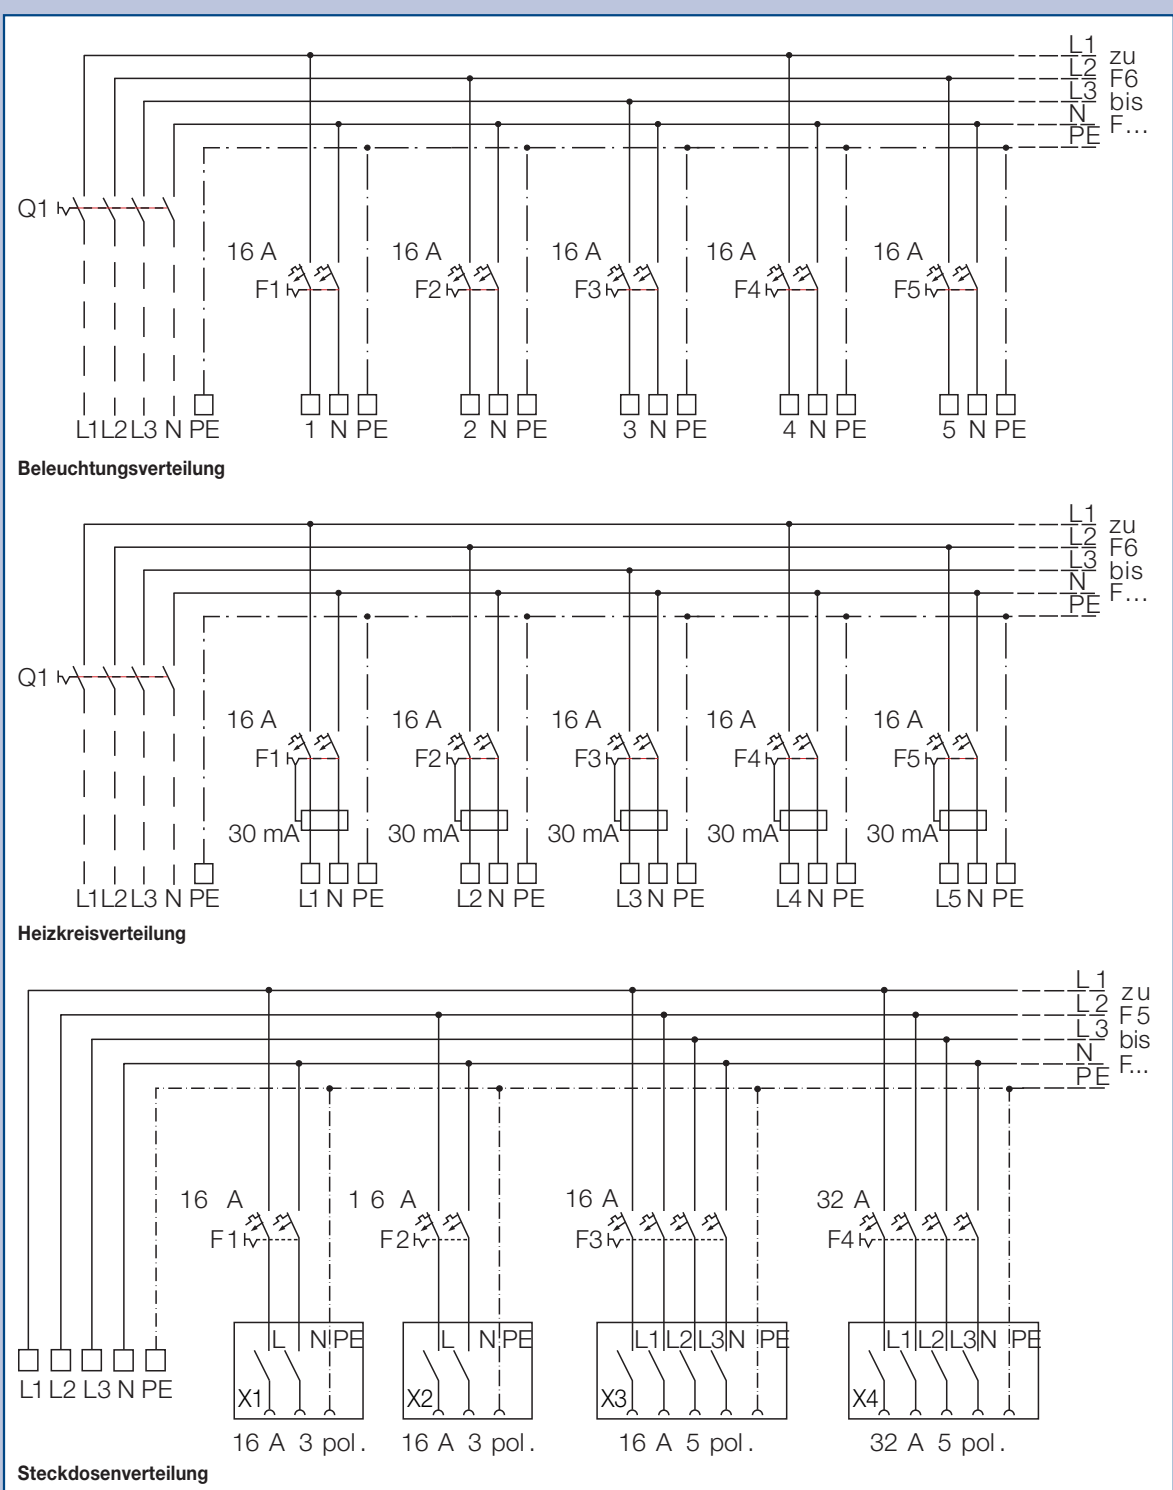 L1
L2
L3
N
PE
zu
F6
bis
F...
Q1
16 A
F1
16 A
F2
16 A
F3
16 A
F4
16 A
F5
L1 L2 L3 N PE
1 N PE
2 N PE
3 N PE
4 N PE
5 N PE
Beleuchtungsverteilung
L1
L2
L3
N
PE
zu
F6
bis
F...
Q1
16 A
F1
16 A
F2
16 A
F3
16 A
F4
16 A
F5
30 mA
30 mA
30 mA
30 mA
30 mA
L1 L2 L3 N PE
L1 N PE
L2 N PE
L3 N PE
L4 N PE
L5 N PE
Heizkreisverteilung
L1
L2
L3
N
PE
zu
F5
bis
F...
16 A
F1
16 A
F2
16 A
F3
32 A
F4
L N PE
L N PE
L1 L2 L3 N PE
L1 L2 L3 N PE
L1 L2 L3 N PE
X1
X2
X3
X4
16 A 3 pol.
16 A 3 pol.
16 A 5 pol.
32 A 5 pol.
Steckdosenverteilung